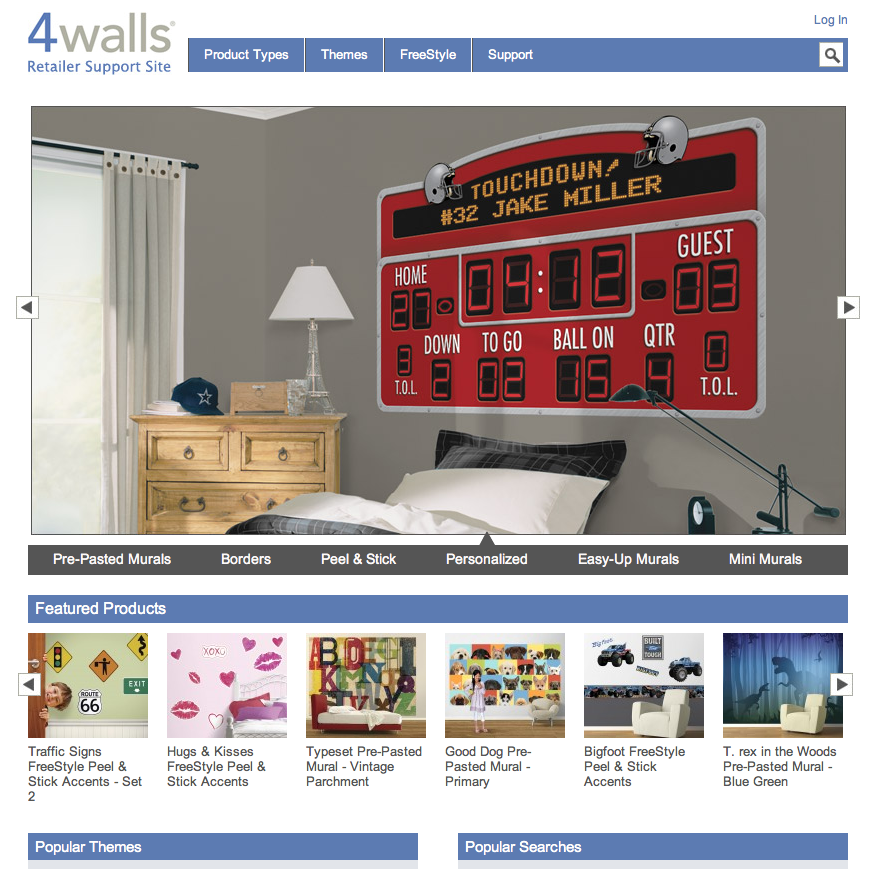 4walls®
Retailer Support Site
Log In
Product Types
Themes
FreeStyle
Support
TOUCHDOWN!
#32 JAKE MILLER
HOME
GUEST
21
04:12
03
DOWN
TO GO
BALL ON
QTR
3
2
02
15
4
0
T.O.L.
T.O.L.
Pre-Pasted Murals
Borders
Peel & Stick
Personalized
Easy-Up Murals
Mini Murals
Featured Products
ROUTE
66
EXIT
XOXO
Bigfoot
BUILT
TOUGH
Traffic Signs
FreeStyle Peel &
Stick Accents - Set
2
Hugs & Kisses
FreeStyle Peel &
Stick Accents
Typeset Pre-Pasted
Mural - Vintage
Parchment
Good Dog Pre-
Pasted Mural -
Primary
Bigfoot FreeStyle
Peel & Stick
Accents
T. rex in the Woods
Pre-Pasted Mural -
Blue Green
Popular Themes
Popular Searches